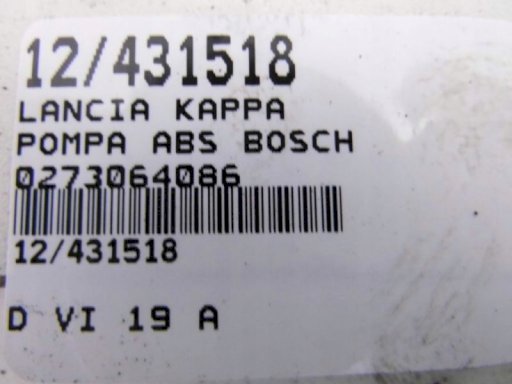 12/431518
LANCIA KAPPA
POMPA ABS BOSCH
0273064086
12/431518
D VI 19 A